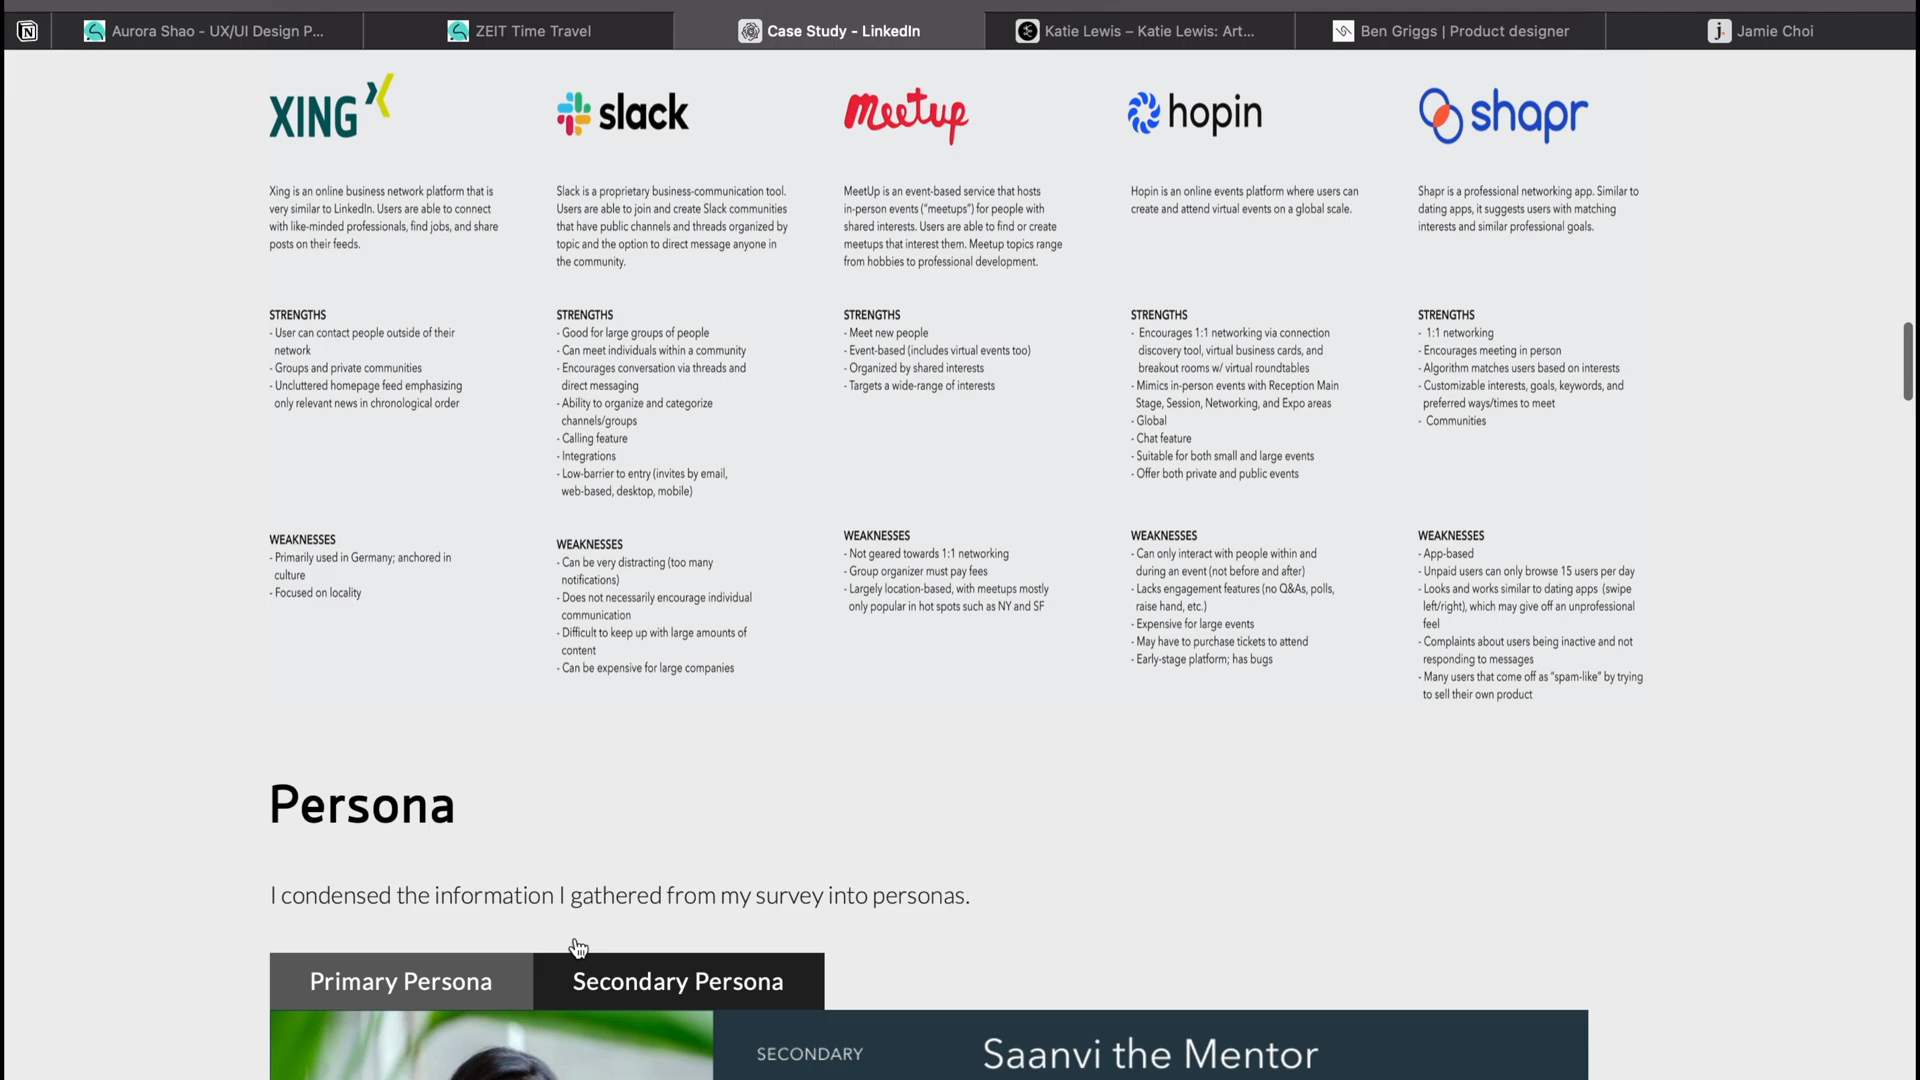 Aurora Shao - UX/UI Design P...
ZEIT Time Travel
Case Study - LinkedIn
Katie Lewis – Katie Lewis: Art...
Ben Griggs | Product designer
j.
Jamie Choi
XING
Xing is an online business network platform that is
very similar to LinkedIn. Users are able to connect
with like-minded professionals, find jobs, and share
posts on their feeds.
STRENGTHS
- User can contact people outside of their
network
- Groups and private communities
- Uncluttered homepage feed emphasizing
only relevant news in chronological order
WEAKNESSES
- Primarily used in Germany; anchored in
culture
- Focused on locality
slack
Slack is a proprietary business-communication tool.
Users are able to join and create Slack communities
that have public channels and threads organized by
topic and the option to direct message anyone in
the community.
STRENGTHS
- Good for large groups of people
- Can meet individuals within a community
- Encourages conversation via threads and
direct messaging
- Ability to organize and categorize
channels/groups
- Calling feature
- Integrations
- Low-barrier to entry (invites by email,
web-based, desktop, mobile)
WEAKNESSES
- Can be very distracting (too many
notifications)
- Does not necessarily encourage individual
communication
- Difficult to keep up with large amounts of
content
- Can be expensive for large companies
meetup
MeetUp is an event-based service that hosts
in-person events (“meetups”) for people with
shared interests. Users are able to find or create
meetups that interest them. Meetup topics range
from hobbies to professional development.
STRENGTHS
- Meet new people
- Event-based (includes virtual events too)
- Organized by shared interests
- Targets a wide-range of interests
WEAKNESSES
- Not geared towards 1:1 networking
- Group organizer must pay fees
- Largely location-based, with meetups mostly
only popular in hot spots such as NY and SF
hopin
Hopin is an online events platform where users can
create and attend virtual events on a global scale.
STRENGTHS
- Encourages 1:1 networking via connection
discovery tool, virtual business cards, and
breakout rooms w/ virtual roundtables
- Mimics in-person events with Reception Main
Stage, Session, Networking, and Expo areas
- Global
- Chat feature
- Suitable for both small and large events
- Offer both private and public events
WEAKNESSES
- Can only interact with people within and
during an event (not before and after)
- Lacks engagement features (no Q&As, polls,
raise hand, etc.)
- Expensive for large events
- May have to purchase tickets to attend
- Early-stage platform; has bugs
shapr
Shapr is a professional networking app. Similar to
dating apps, it suggests users with matching
interests and similar professional goals.
STRENGTHS
- 1:1 networking
- Encourages meeting in person
- Algorithm matches users based on interests
- Customizable interests, goals, keywords, and
preferred ways/times to meet
- Communities
WEAKNESSES
- App-based
- Unpaid users can only browse 15 users per day
- Looks and works similar to dating apps (swipe
left/right), which may give off an unprofessional
feel
- Complaints about users being inactive and not
responding to messages
- Many users that come off as “spam-like” by trying
to sell their own product
Persona
I condensed the information I gathered from my survey into personas.
Primary Persona
Secondary Persona
SECONDARY
Saanvi the Mentor